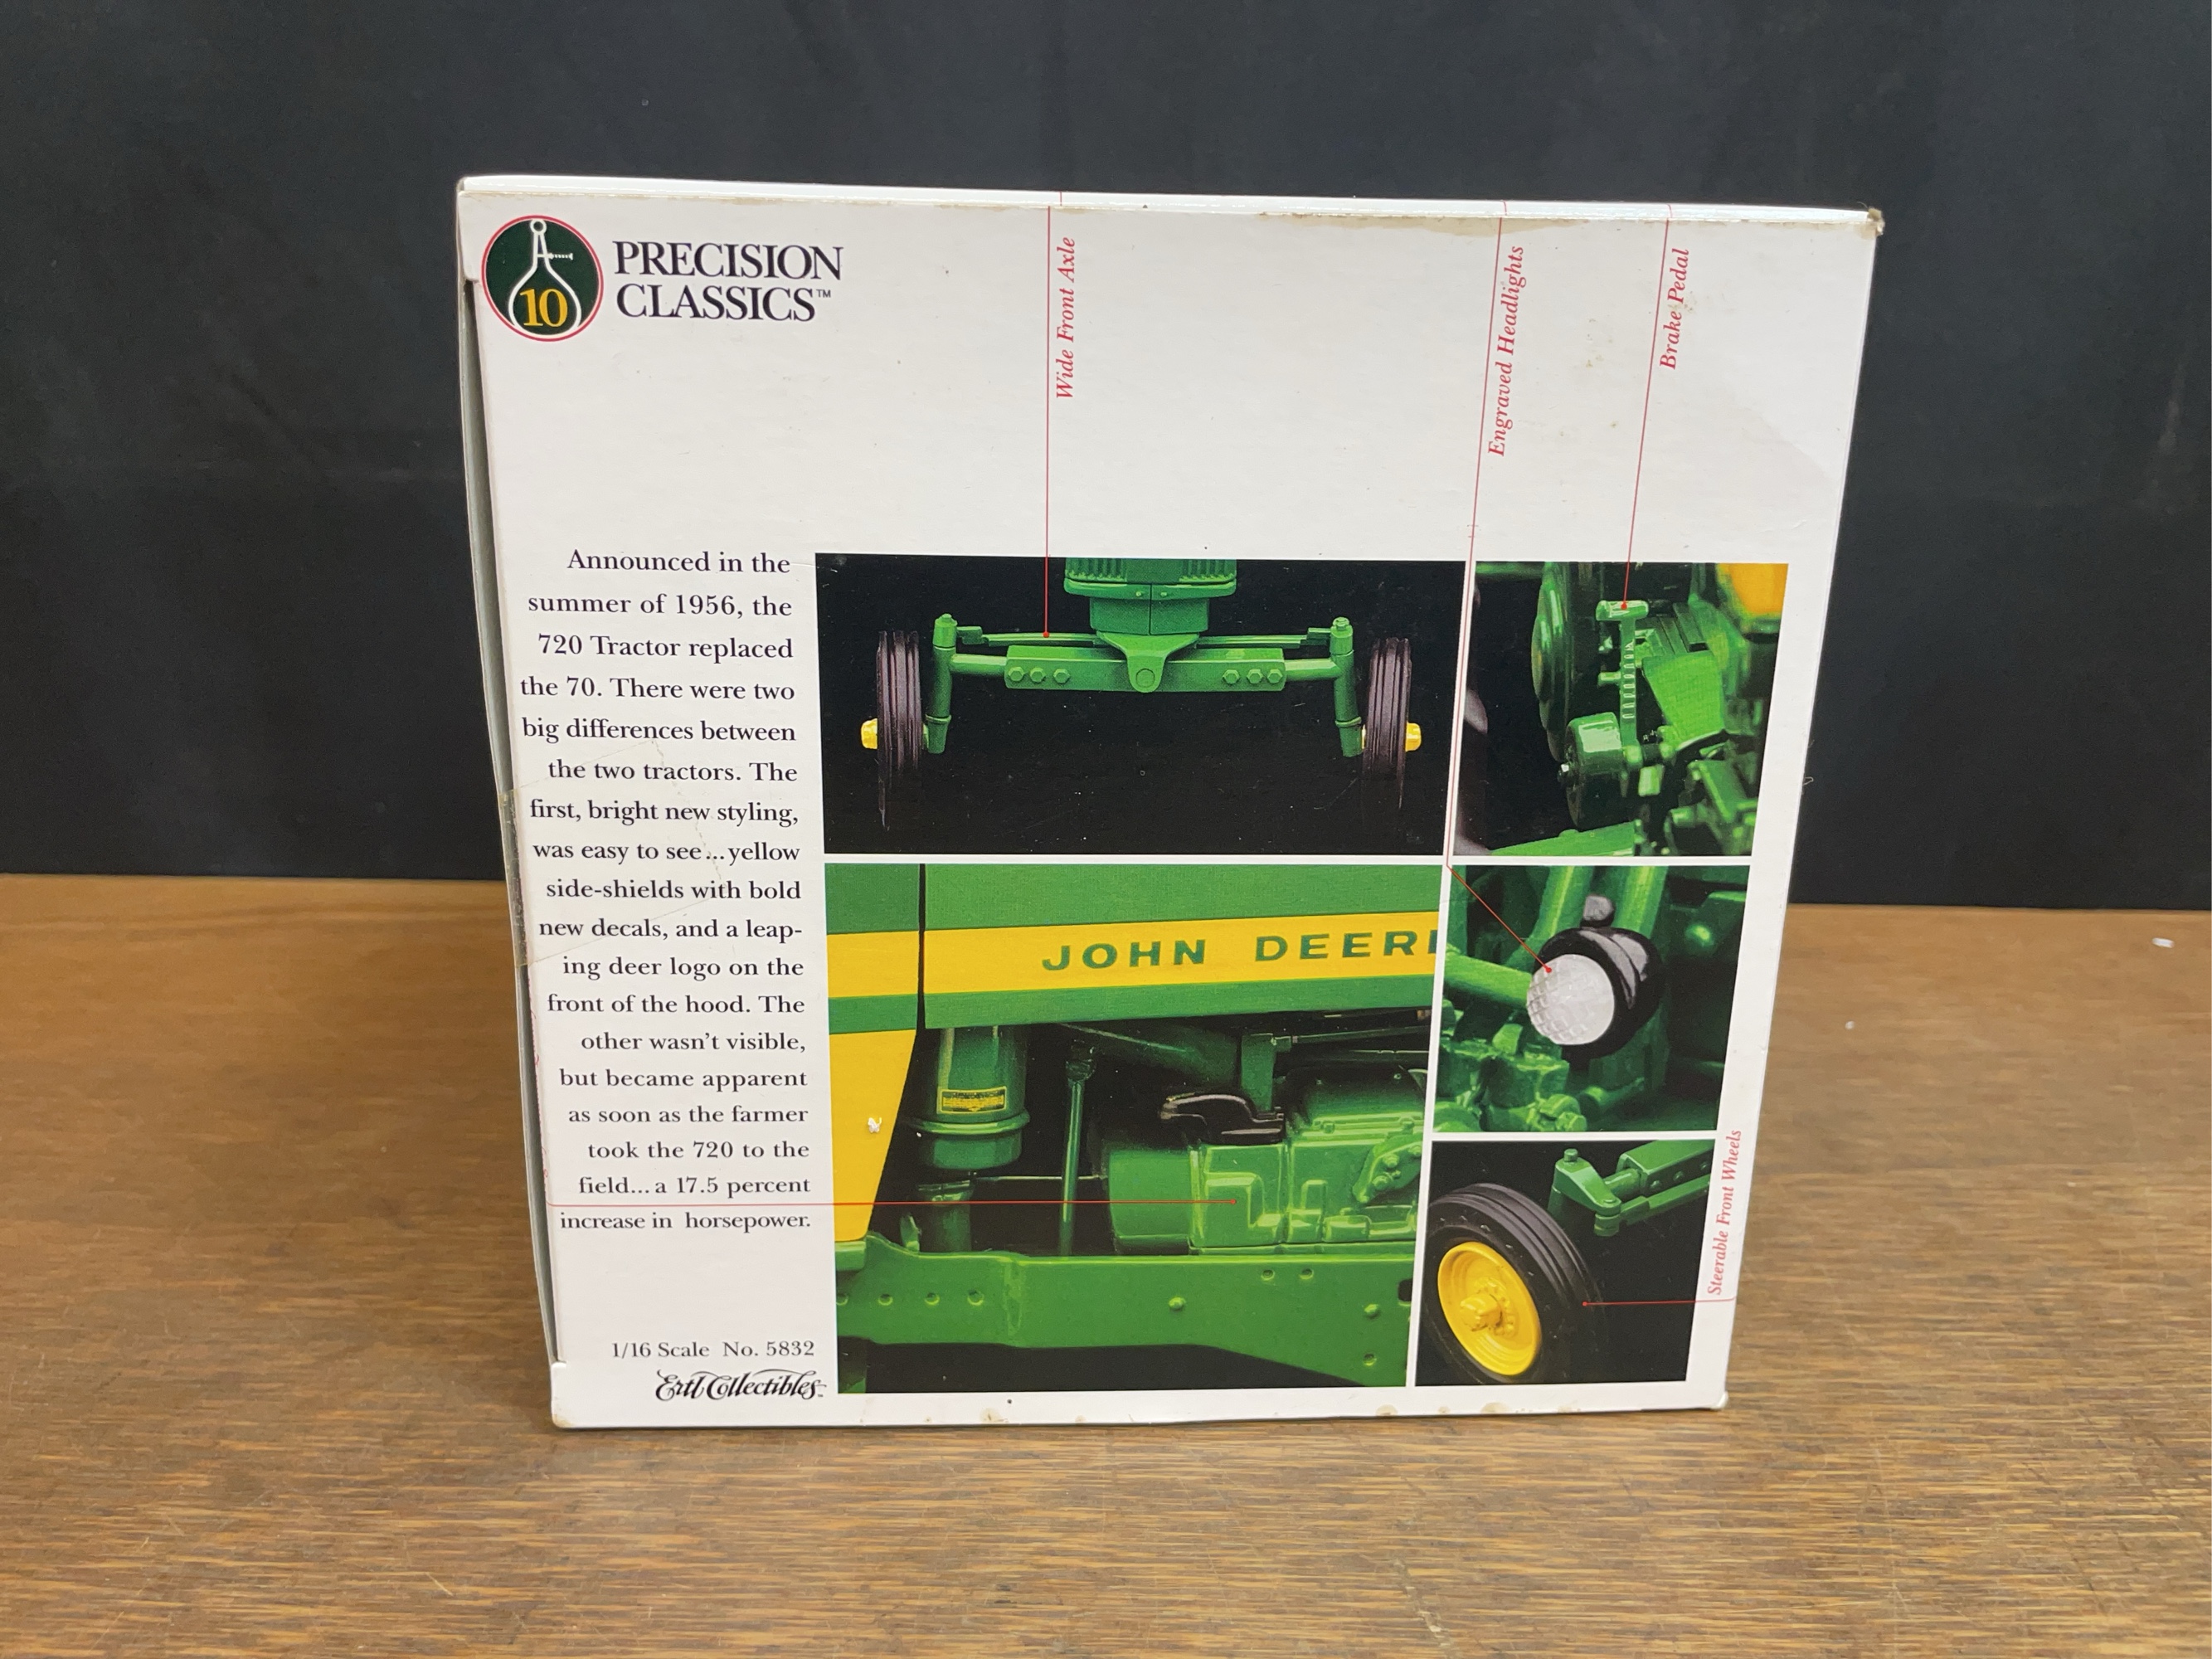 10
PRECISION
CLASSICS™
Wide Front Axle
Engraved Headlights
Brake Pedal
Announced in the
summer of 1956, the
720 Tractor replaced
the 70. There were two
big differences between
the two tractors. The
first, bright new styling,
was easy to see...yellow
side-shields with bold
new decals, and a leap-
ing deer logo on the
front of the hood. The
other wasn't visible,
but became apparent
as soon as the farmer
took the 720 to the
field...a 17.5 percent
increase in horsepower.
JOHN DEER
Steerable Front Wheels
1/16 Scale No. 5832
Ertl Collectibles™